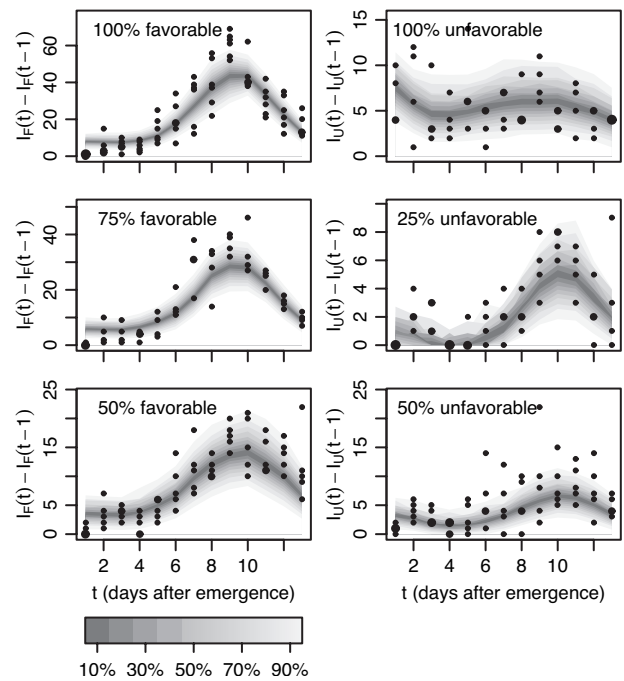 100% favorable
I_F(t) − I_F(t−1)
0 20 40 60
100% unfavorable
I_U(t) − I_U(t−1)
0 5 10 15
75% favorable
I_F(t) − I_F(t−1)
0 20 40
25% unfavorable
I_U(t) − I_U(t−1)
0 2 4 6 8
50% favorable
I_F(t) − I_F(t−1)
0 5 15 25
2 4 6 8 10
t (days after emergence)
50% unfavorable
I_U(t) − I_U(t−1)
0 5 15 25
2 4 6 8 10
t (days after emergence)
10% 30% 50% 70% 90%